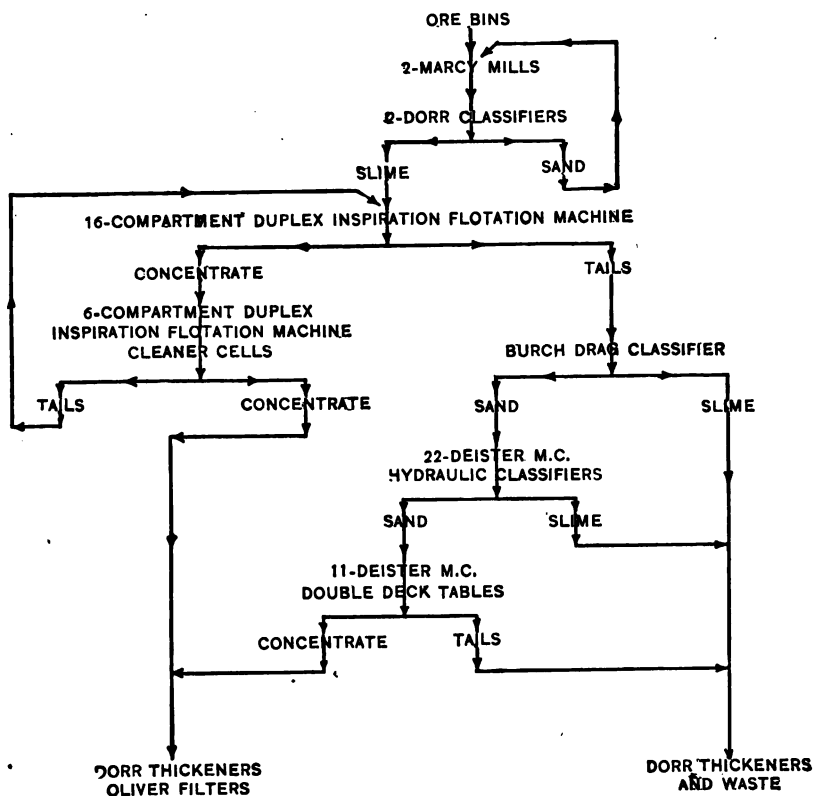 ORE BINS
2-MARCY MILLS
2-DORR CLASSIFIERS
SLIME
SAND
16-COMPARTMENT DUPLEX INSPIRATION FLOTATION MACHINE
CONCENTRATE
TAILS
6-COMPARTMENT DUPLEX
INSPIRATION FLOTATION MACHINE
CLEANER CELLS
BURCH DRAG CLASSIFIER
TAILS
CONCENTRATE
SAND
SLIME
22-DEISTER M.C.
HYDRAULIC CLASSIFIERS
SAND
SLIME
11-DEISTER M.C.
DOUBLE DECK TABLES
CONCENTRATE
TAILS
DORR THICKENERS
OLIVER FILTERS
DORR THICKENERS
AND WASTE